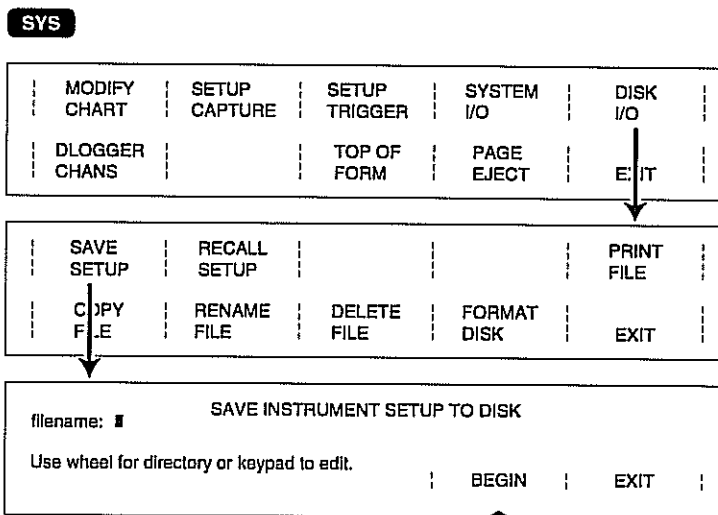 SYS
MODIFY SETUP SETUP SYSTEM DISK
CHART CAPTURE TRIGGER I/O I/O
DLOGGER TOP OF PAGE
CHANS FORM EJECT EXIT
SAVE RECALL PRINT
SETUP SETUP FILE
COPY RENAME DELETE FORMAT
FILE FILE FILE DISK EXIT
SAVE INSTRUMENT SETUP TO DISK
filename:
Use wheel for directory or keypad to edit.
BEGIN EXIT